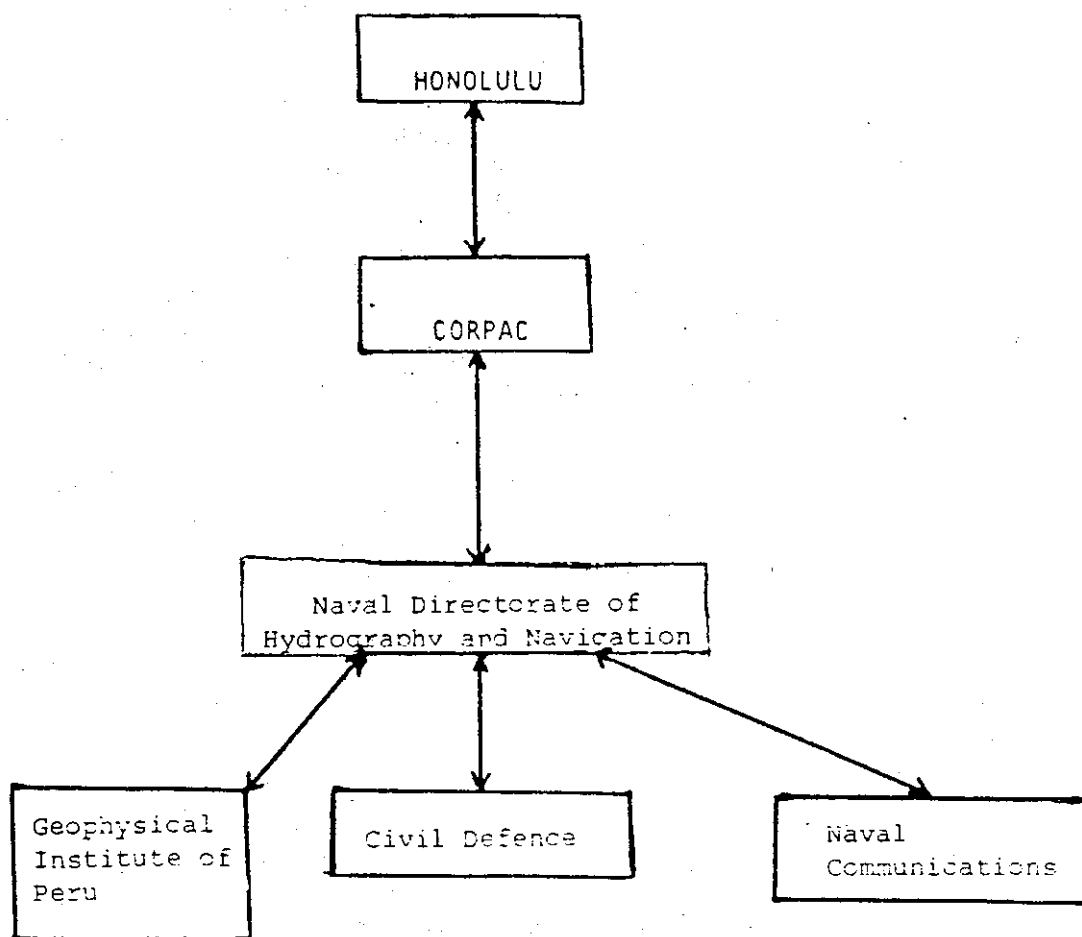 HONOLULU
CORPAC
Naval Directorate of
Hydrography and Navigation
Geophysical
Institute of
Peru
Civil Defence
Naval
Communications